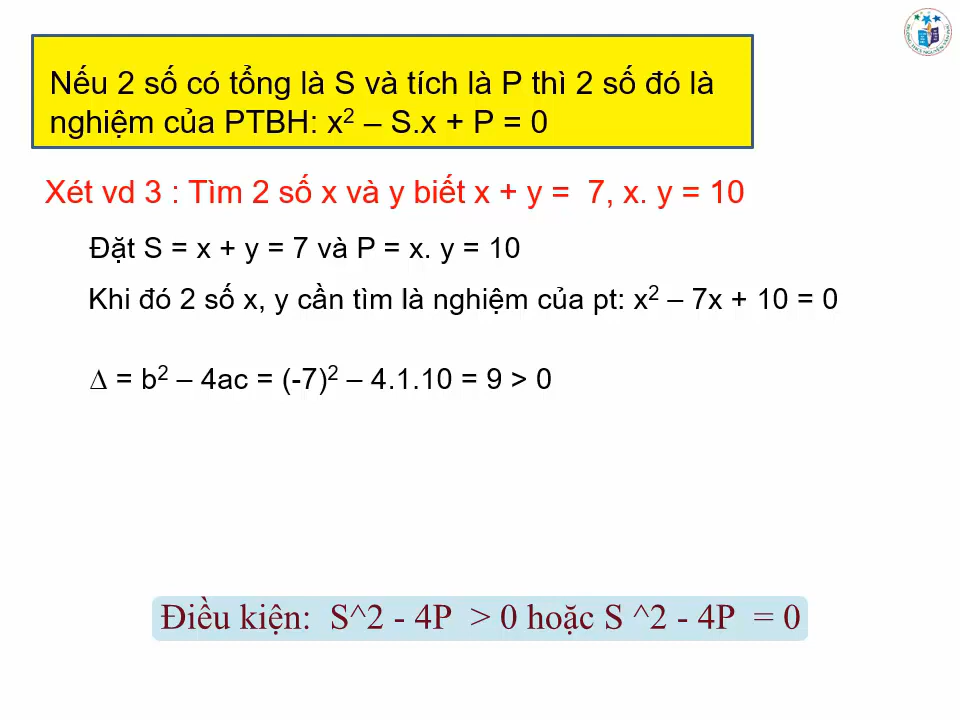 Nếu 2 số có tổng là S và tích là P thì 2 số đó là
nghiệm của PTBH: x² – S.x + P = 0
Xét vd 3 : Tìm 2 số x và y biết x + y = 7, x. y = 10
Đặt S = x + y = 7 và P = x. y = 10
Khi đó 2 số x, y cần tìm là nghiệm của pt: x² – 7x + 10 = 0
∆ = b² – 4ac = (-7)² – 4.1.10 = 9 > 0
Điều kiện: S^2 - 4P > 0 hoặc S ^2 - 4P = 0